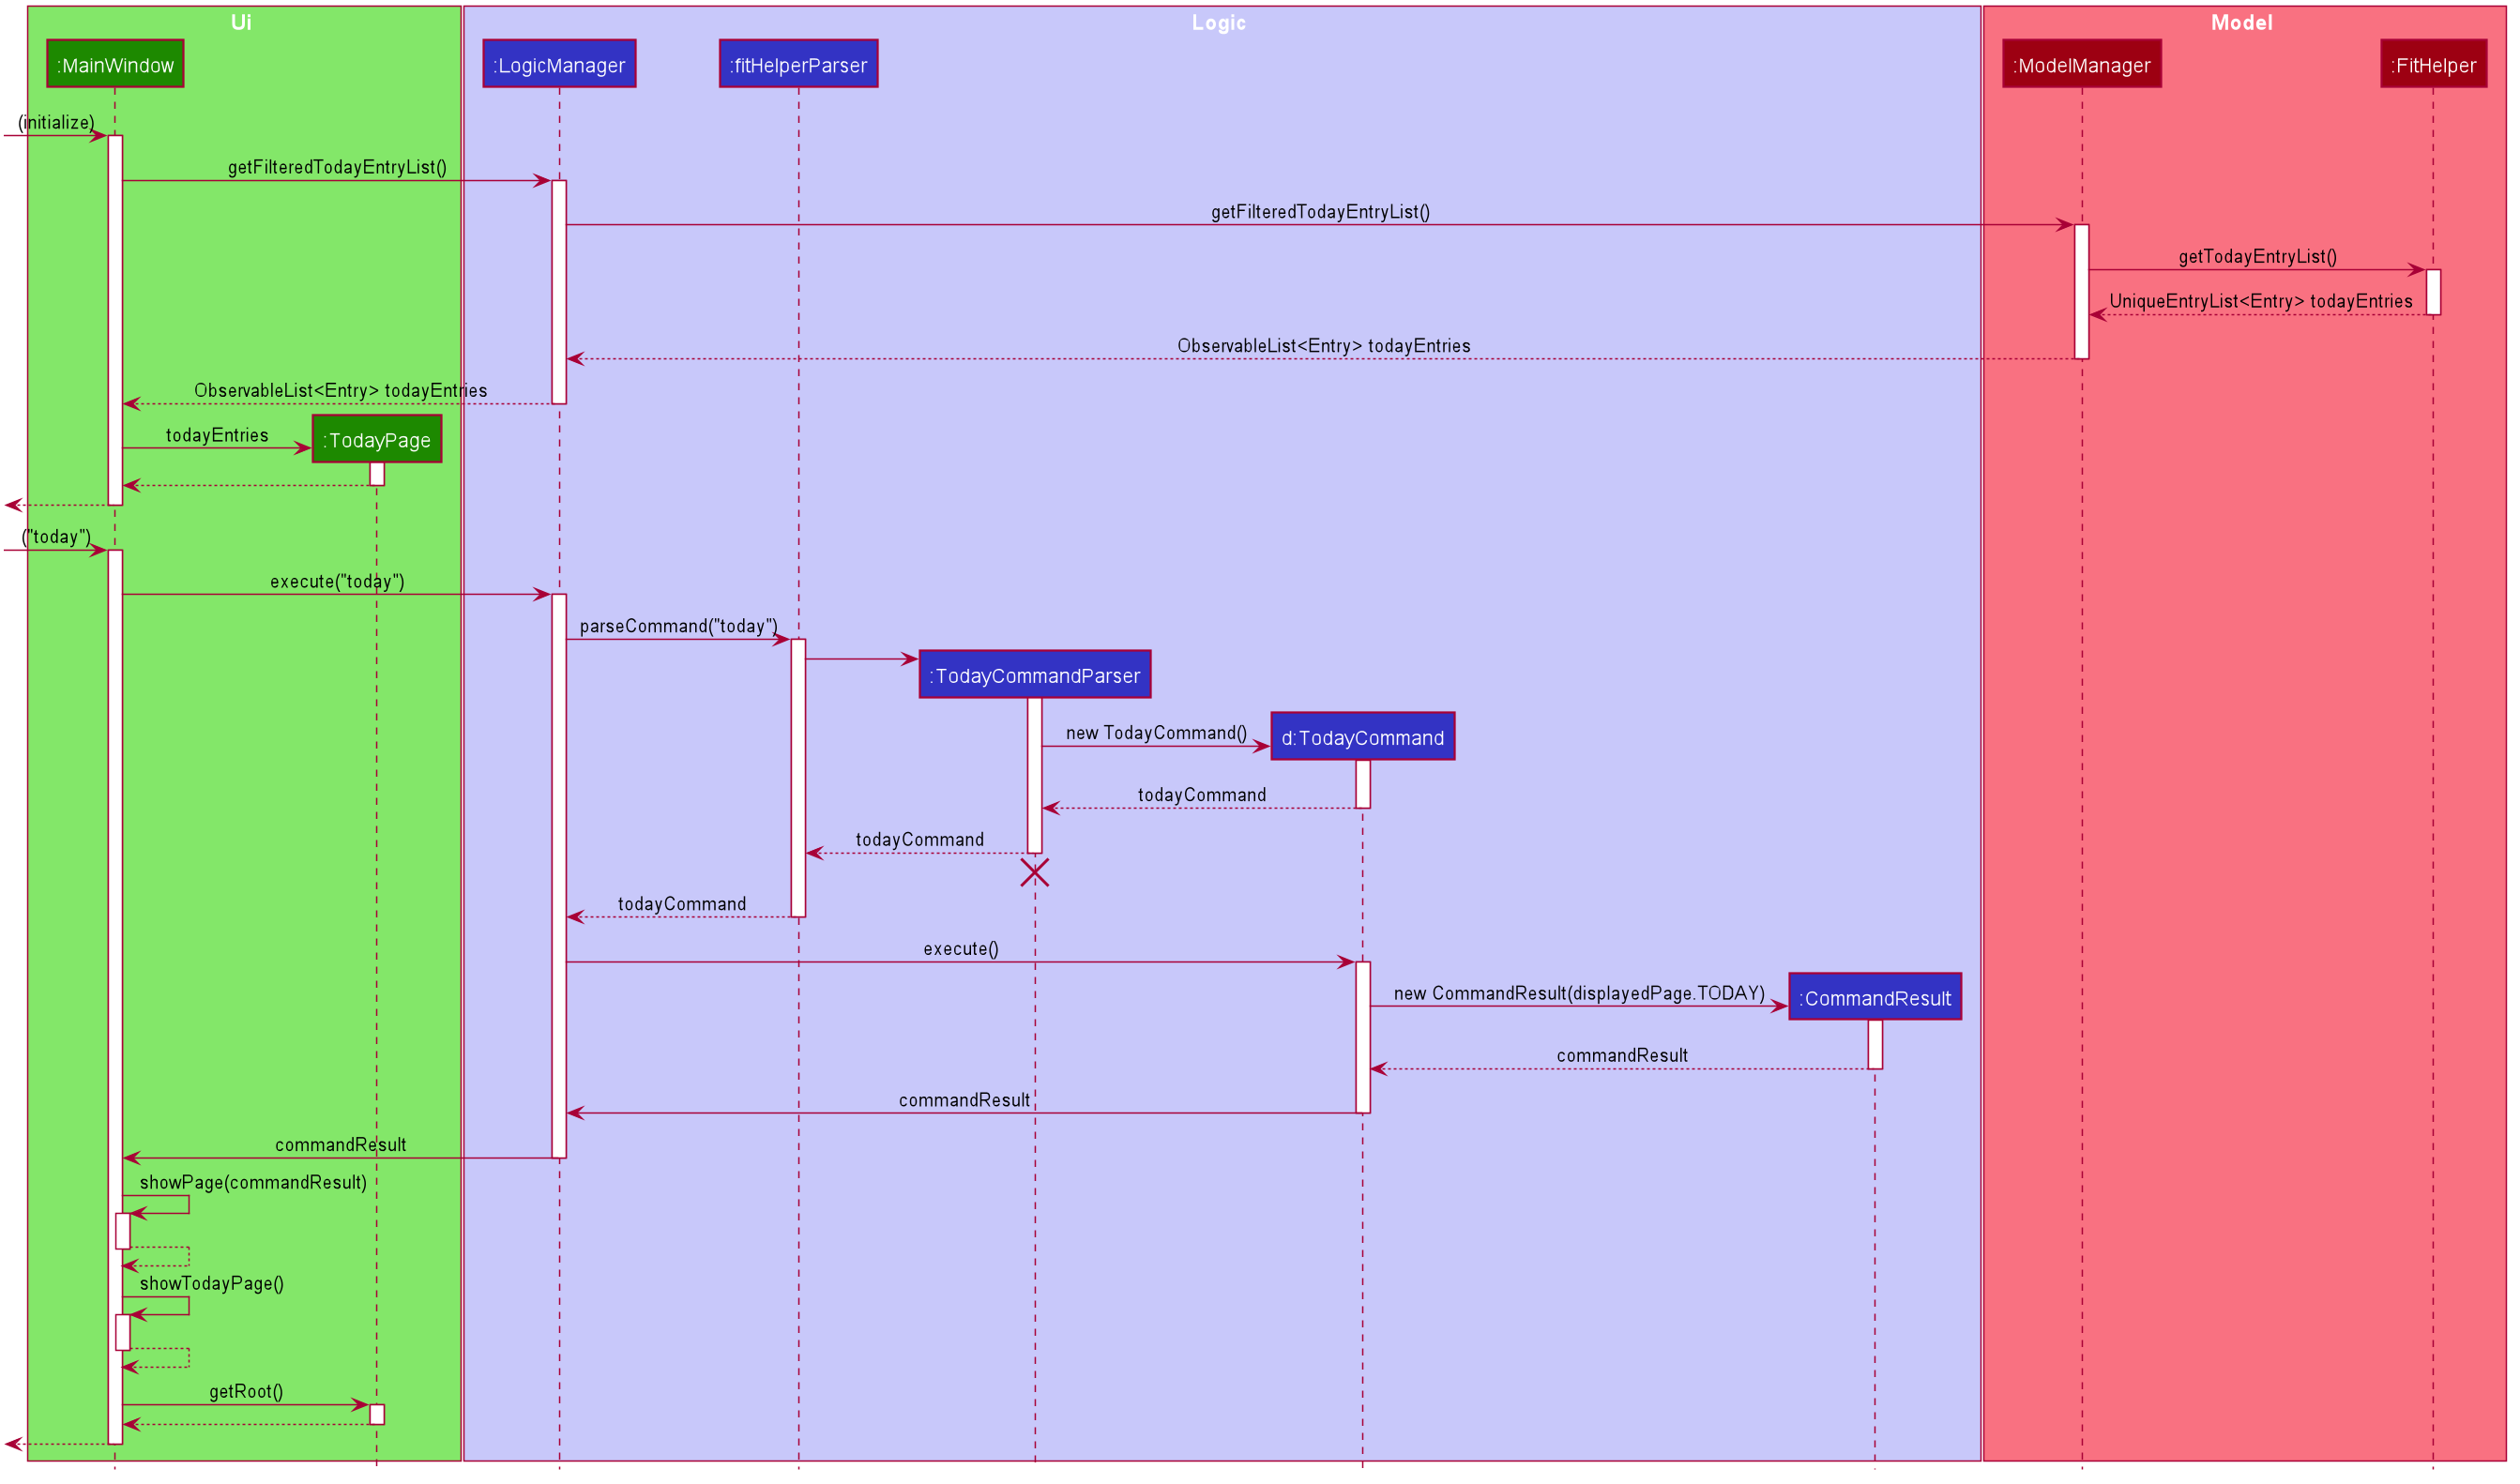 Ui
Logic
Model
:MainWindow
:LogicManager
:fitHelperParser
:ModelManager
:FitHelper
(initialize)
getFilteredTodayEntryList()
getFilteredTodayEntryList()
getTodayEntryList()
UniqueEntryList<Entry> todayEntries
ObservableList<Entry> todayEntries
ObservableList<Entry> todayEntries
todayEntries
:TodayPage
("today")
execute("today")
parseCommand("today")
:TodayCommandParser
new TodayCommand()
d:TodayCommand
todayCommand
todayCommand
todayCommand
execute()
new CommandResult(displayedPage.TODAY)
:CommandResult
commandResult
commandResult
commandResult
showPage(commandResult)
showTodayPage()
getRoot()